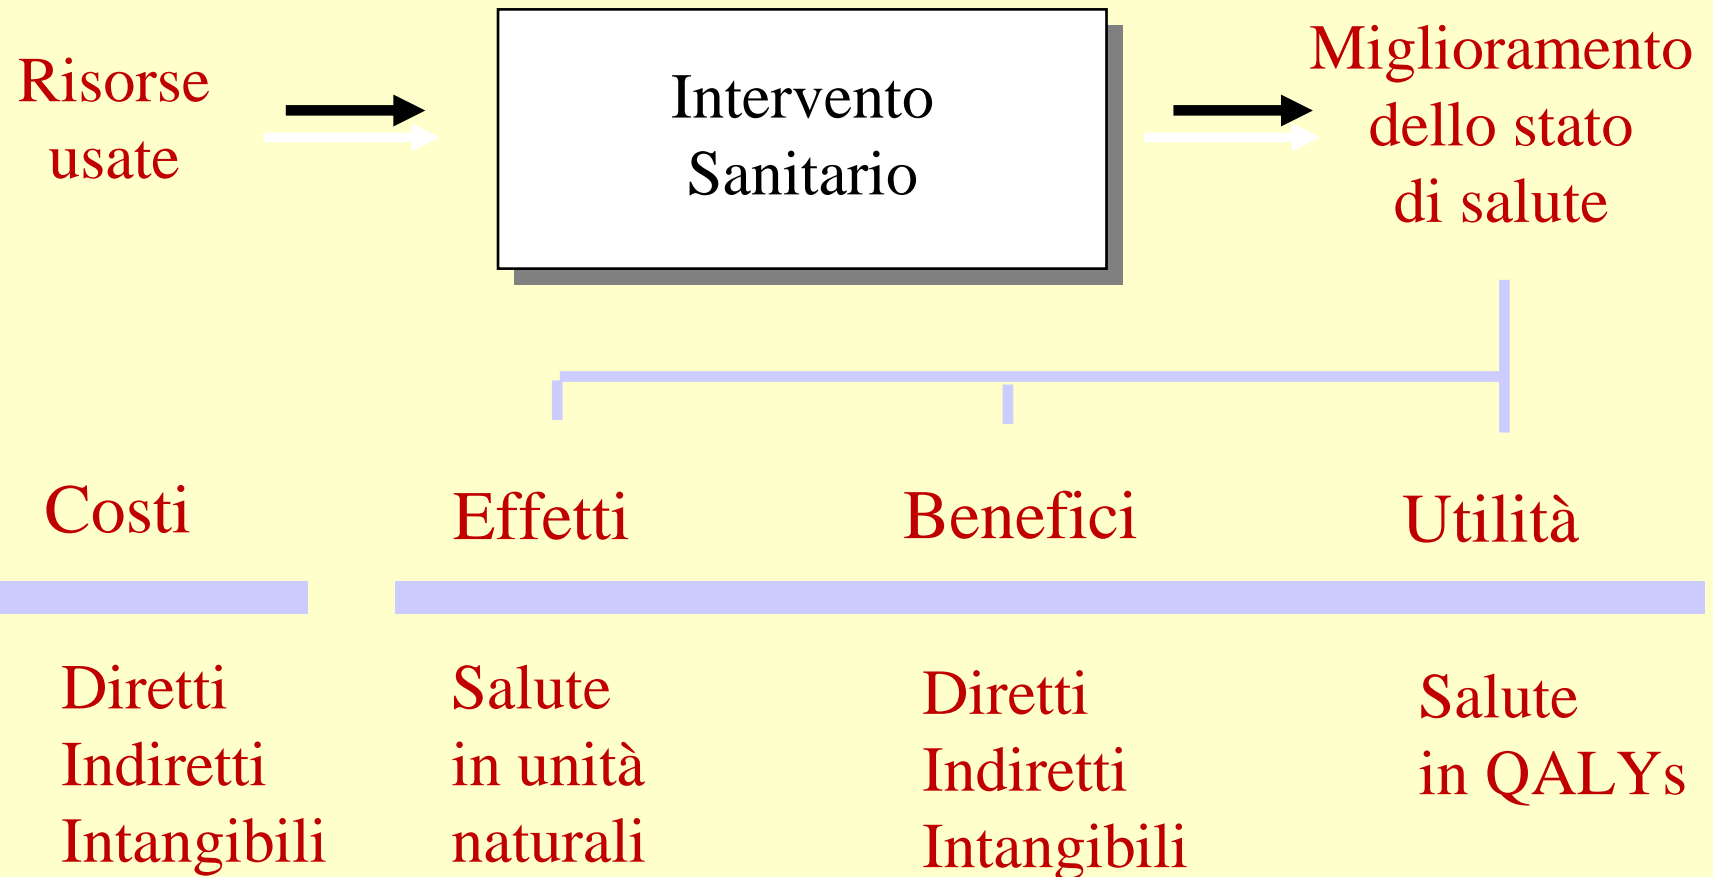 Risorse
usate
Intervento
Sanitario
Miglioramento
dello stato
di salute
Costi
Effetti
Benefici
Utilità
Diretti
Indiretti
Intangibili
Salute
in unità
naturali
Diretti
Indiretti
Intangibili
Salute
in QALYs